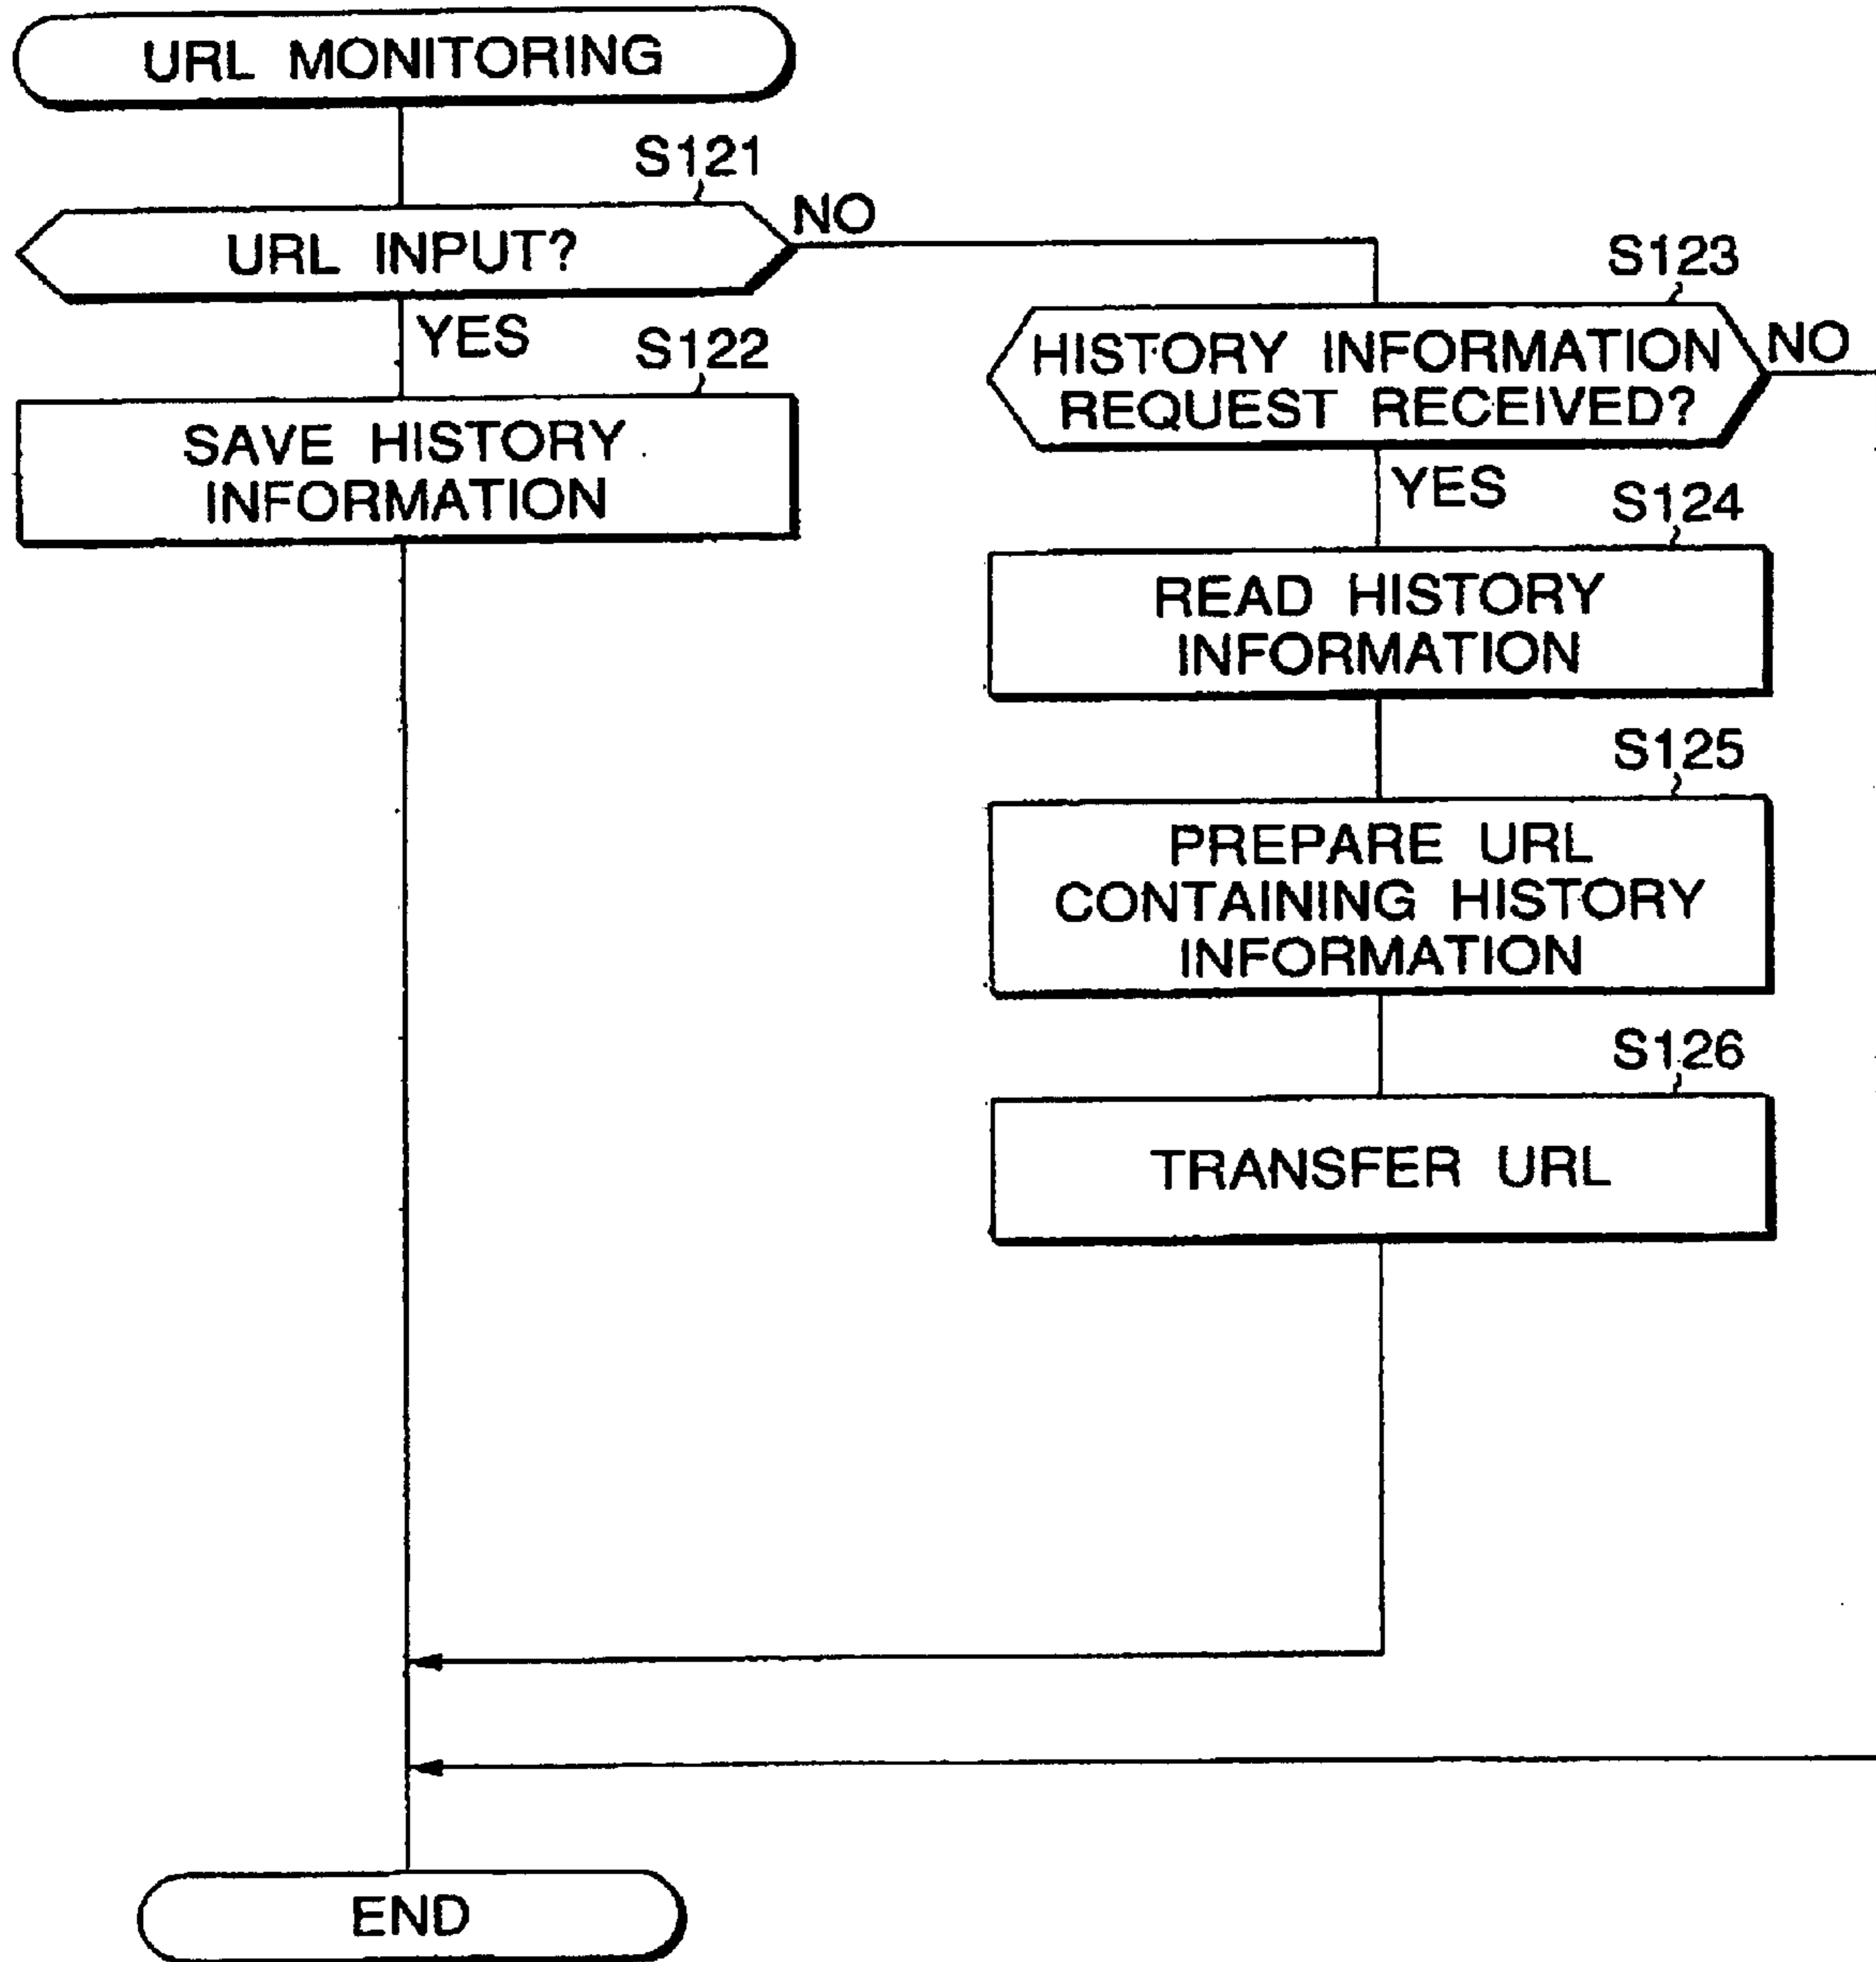 URL MONITORING
S121
URL INPUT?
NO
YES
S122
SAVE HISTORY
INFORMATION
S123
HISTORY INFORMATION
REQUEST RECEIVED?
NO
YES
S124
READ HISTORY
INFORMATION
S125
PREPARE URL
CONTAINING HISTORY
INFORMATION
S126
TRANSFER URL
END